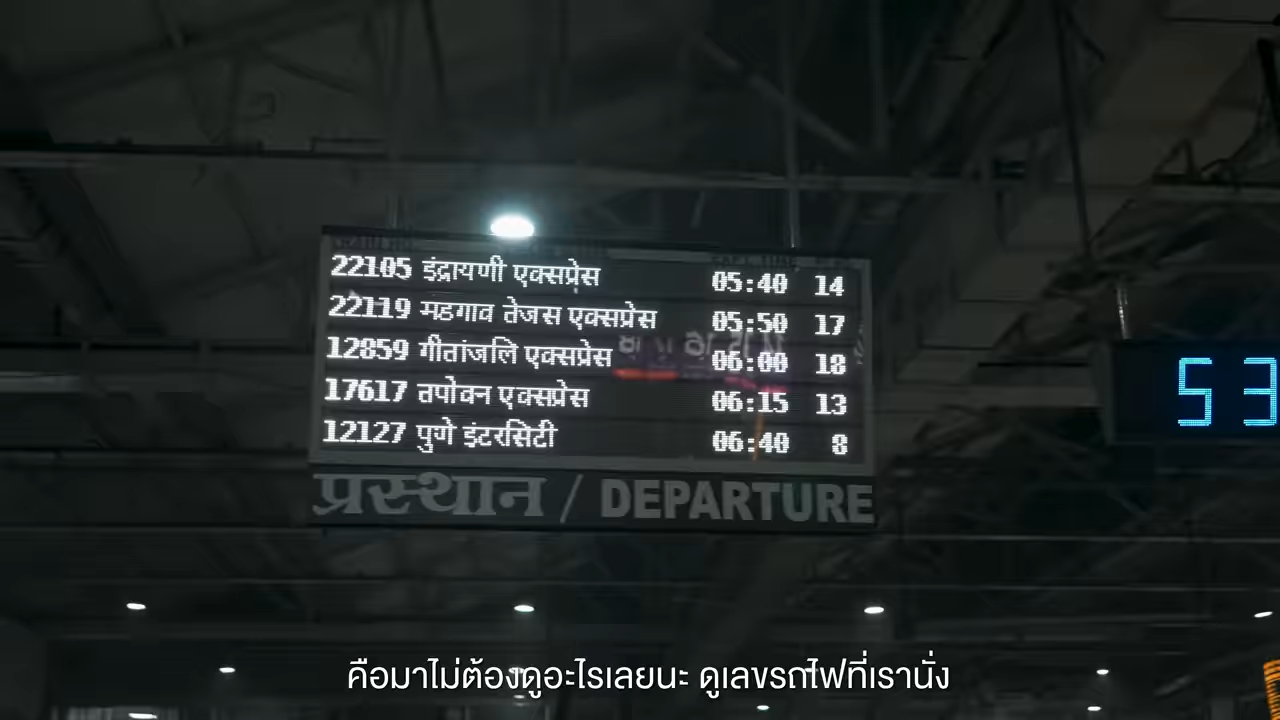 22105 इंद्रायणी एक्सप्रेस 05:40 14
22119 मडगाव तेजस एक्सप्रेस 05:50 17
12859 गीतांजलि एक्सप्रेस 06:00 18
17617 तपोवन एक्सप्रेस 06:15 13
12127 पुणे इंटरसिटी 06:40 8
प्रस्थान / DEPARTURE
53
คือมาไม่ต้องดูอะไรเลยนะ ดูเลขรถไฟที่เรานั่ง